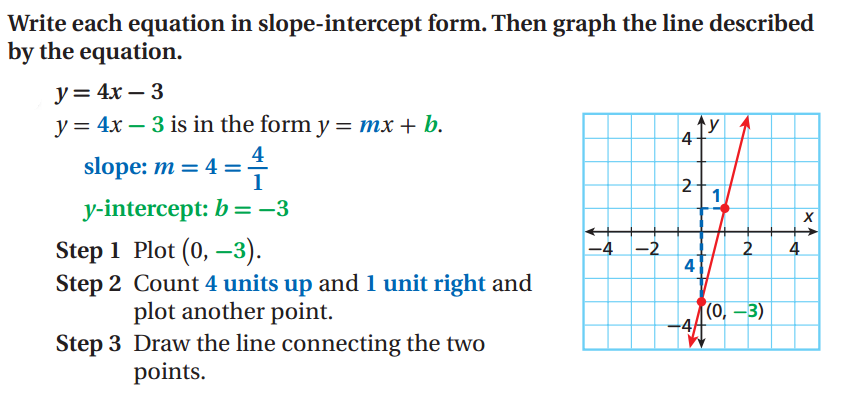 Write each equation in slope-intercept form. Then graph the line described
by the equation.
y = 4x − 3
y = 4x − 3 is in the form y = mx + b.
slope: m = 4 = 4/1
y-intercept: b = −3
Step 1 Plot (0, −3).
Step 2 Count 4 units up and 1 unit right and
plot another point.
Step 3 Draw the line connecting the two
points.
y
4
2
1
x
−4 −2 2 4
4
(0, −3)
−4